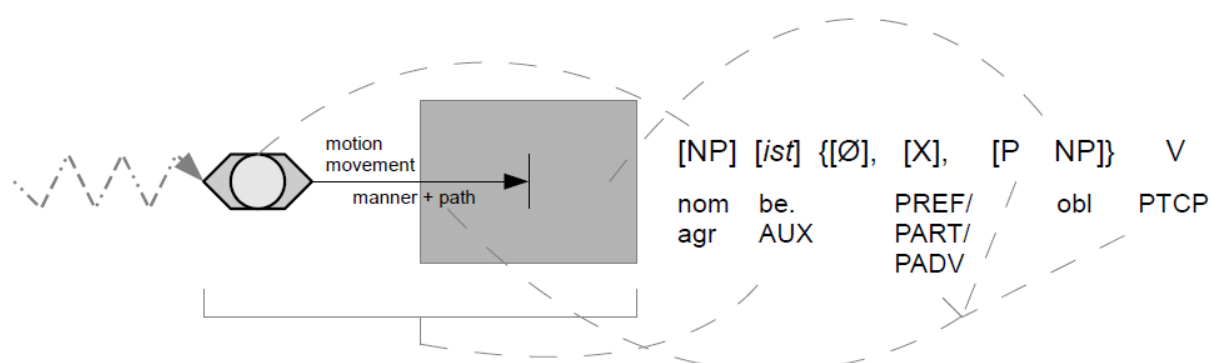 motion
movement
manner + path
[NP] [ist] {[Ø], [X], [P NP]} V
nom be. PREF/ obl PTCP
agr AUX PART/
PADV